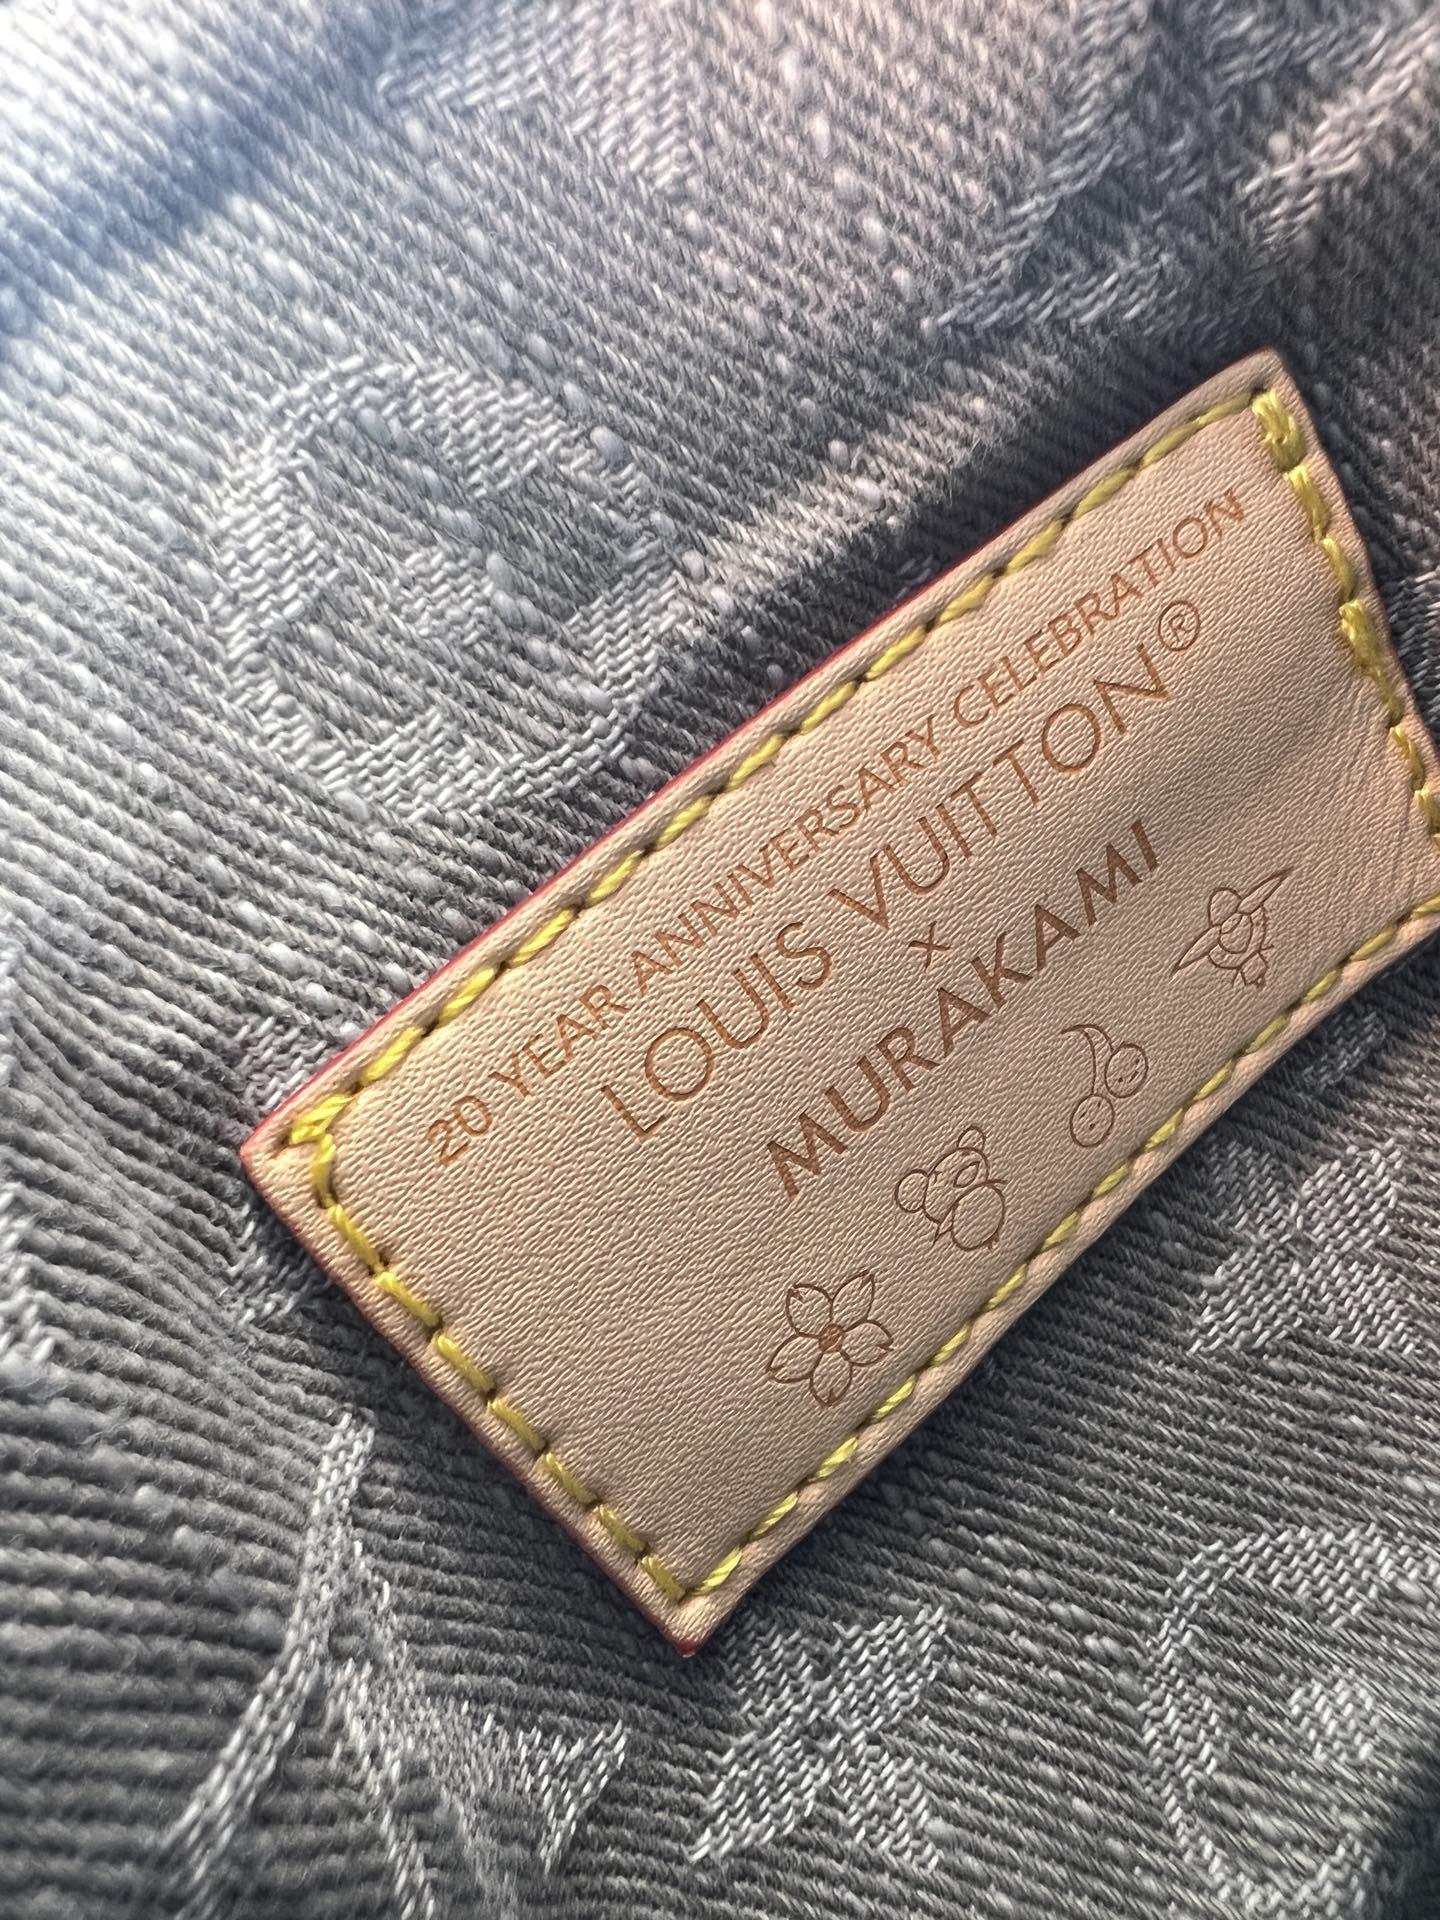 20 YEAR ANNIVERSARY CELEBRATION
LOUIS VUITTON®
x
MURAKAMI